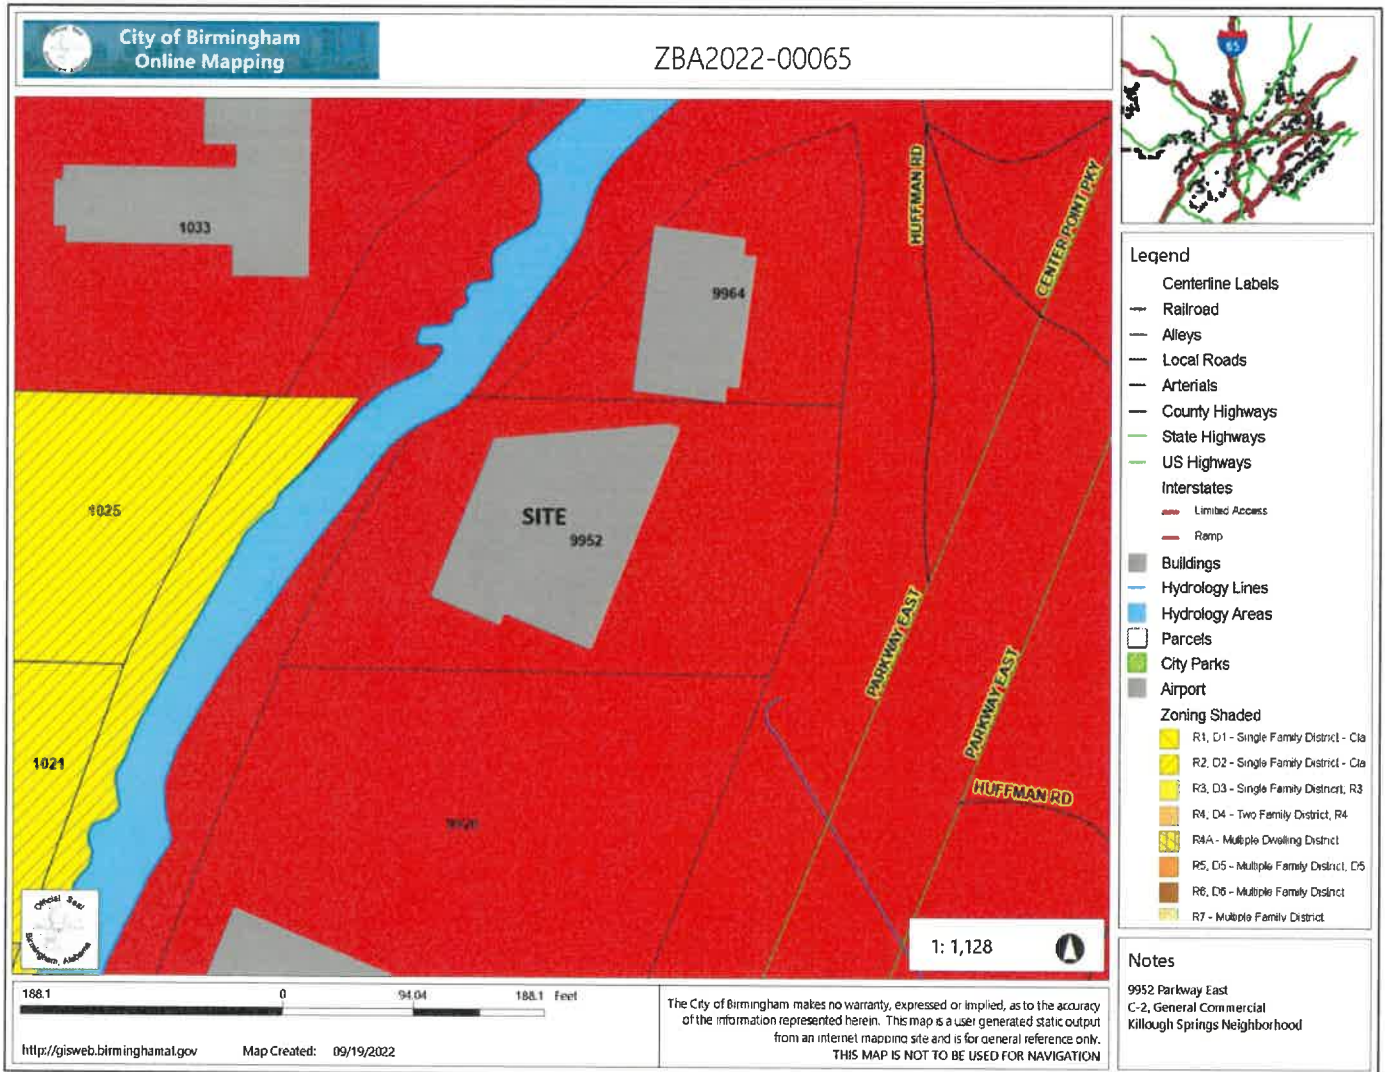 City of Birmingham
Online Mapping
ZBA2022-00065
65
1033
9964
HUFFMAN RD
CENTER POINT PKY
1025
SITE
9952
PARKWAY EAST
PARKWAY EAST
1021
HUFFMAN RD
Official Seal
Birmingham, Alabama
1: 1,128
Legend
Centerline Labels
Railroad
Alleys
Local Roads
Arterials
County Highways
State Highways
US Highways
Interstates
Limited Access
Ramp
Buildings
Hydrology Lines
Hydrology Areas
Parcels
City Parks
Airport
Zoning Shaded
R1, D1 - Single Family District - Cla
R2, D2 - Single Family District - Cla
R3, D3 - Single Family District, R3
R4, D4 - Two Family District, R4
R4A - Multiple Dwelling District
R5, D5 - Multiple Family District, D5
R6, D6 - Multiple Family District
R7 - Multiple Family District
188.1 0 94.04 188.1 Feet
http://gisweb.birminghamal.gov Map Created: 09/19/2022
The City of Birmingham makes no warranty, expressed or implied, as to the accuracy
of the information represented herein. This map is a user generated static output
from an internet mapping site and is for general reference only.
THIS MAP IS NOT TO BE USED FOR NAVIGATION
Notes
9952 Parkway East
C-2, General Commercial
Killough Springs Neighborhood